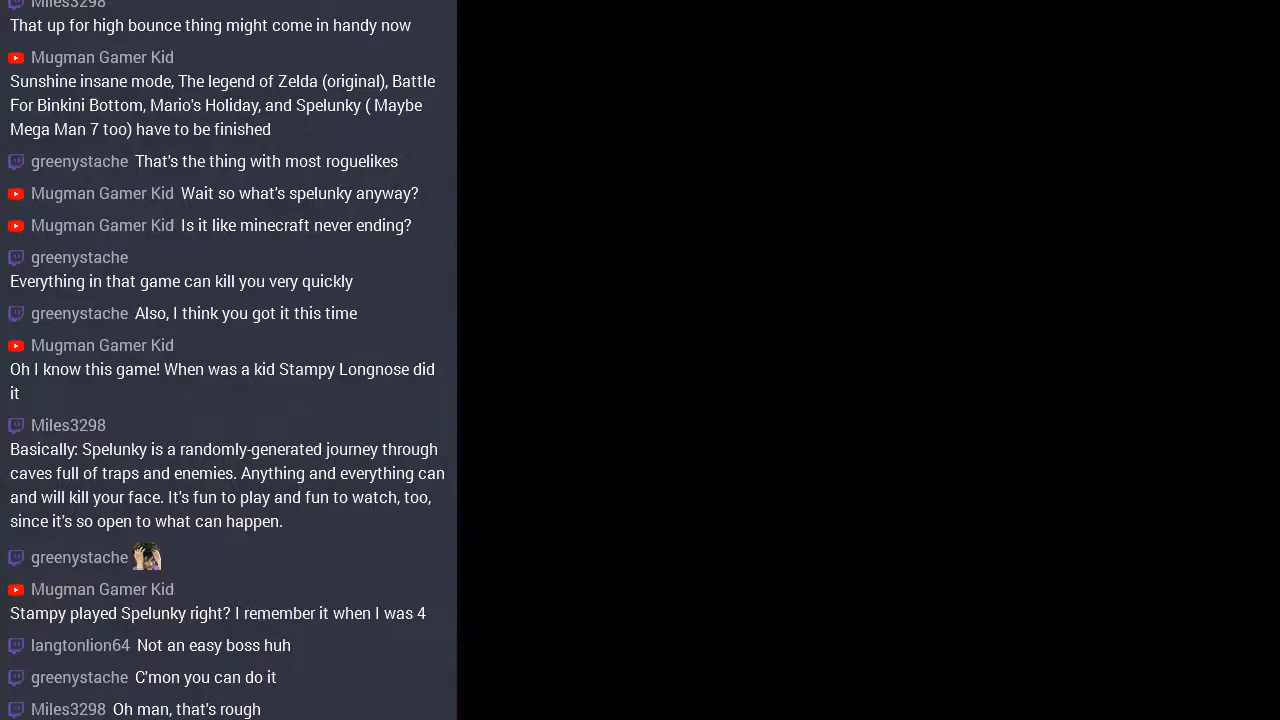 Miles3298
That up for high bounce thing might come in handy now
Mugman Gamer Kid
Sunshine insane mode, The legend of Zelda (original), Battle
For Binkini Bottom, Mario's Holiday, and Spelunky ( Maybe
Mega Man 7 too) have to be finished
greenystache That's the thing with most roguelikes
Mugman Gamer Kid Wait so what's spelunky anyway?
Mugman Gamer Kid Is it like minecraft never ending?
greenystache
Everything in that game can kill you very quickly
greenystache Also, I think you got it this time
Mugman Gamer Kid
Oh I know this game! When was a kid Stampy Longnose did
it
Miles3298
Basically: Spelunky is a randomly-generated journey through
caves full of traps and enemies. Anything and everything can
and will kill your face. It's fun to play and fun to watch, too,
since it's so open to what can happen.
greenystache
Mugman Gamer Kid
Stampy played Spelunky right? I remember it when I was 4
langtonlion64 Not an easy boss huh
greenystache C'mon you can do it
Miles3298 Oh man, that's rough